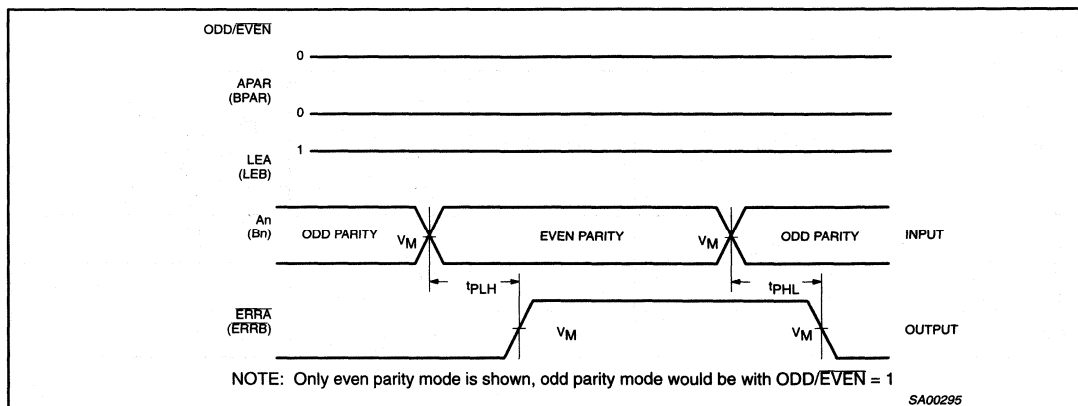 ODD/EVEN
0
APAR
(BPAR)
0
LEA
(LEB)
1
An
(Bn)
ODD PARITY
VM
EVEN PARITY
VM
ODD PARITY
INPUT
tPLH
tPHL
ERRA
(ERRB)
VM
VM
OUTPUT
NOTE: Only even parity mode is shown, odd parity mode would be with ODD/EVEN = 1
SA00295